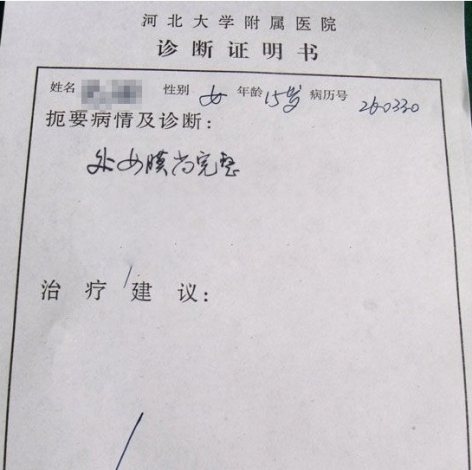 河北大学附属医院
诊断证明书
姓名 性别 女 年龄 15岁 病历号 260330
扼要病情及诊断：
处女膜尚完整
治疗建议：